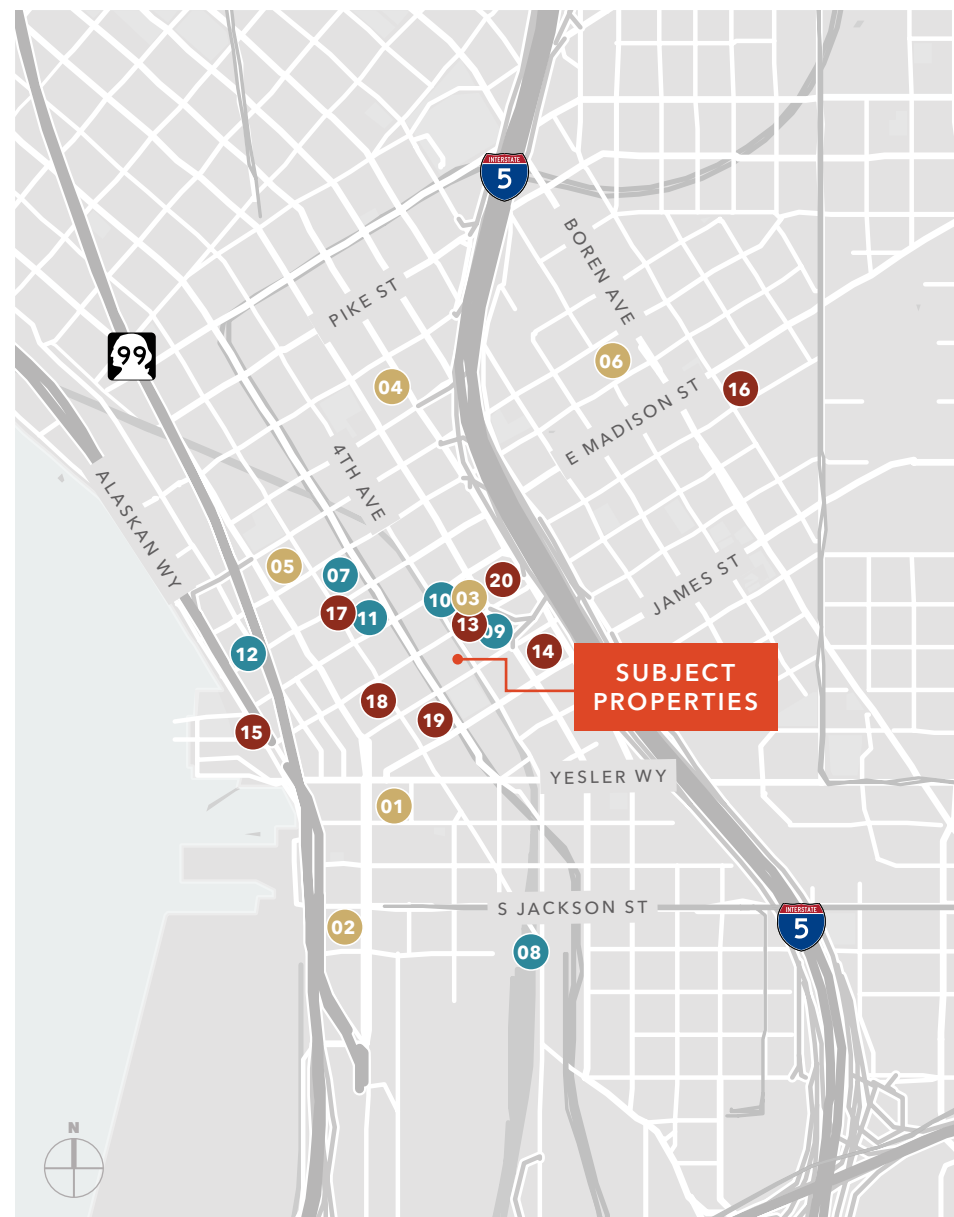 INTERSTATE
5
BOREN AVE
PIKE ST
99
06
04
16
E MADISON ST
4TH AVE
ALASKAN WY
05
07
20
JAMES ST
10
03
17
11
13
09
12
14
SUBJECT
PROPERTIES
18
19
15
YESLER WY
01
S JACKSON ST
INTERSTATE
5
02
08
N